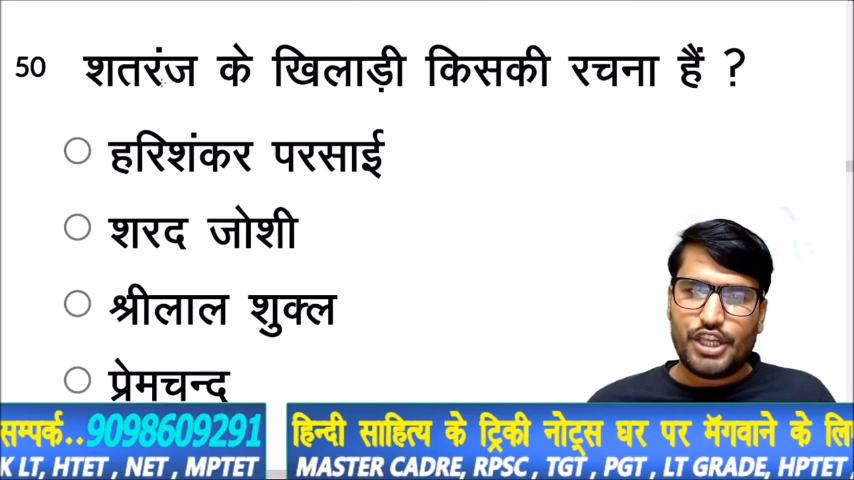 50 शतरंज के खिलाड़ी किसकी रचना हैं ?
हरिशंकर परसाई
शरद जोशी
श्रीलाल शुक्ल
प्रेमचन्द
सम्पर्क..9098609291 हिन्दी साहित्य के ट्रिकी नोट्स घर पर मँगवाने के लि
K LT, HTET , NET , MPTET MASTER CADRE, RPSC , TGT , PGT , LT GRADE, HPTET ,